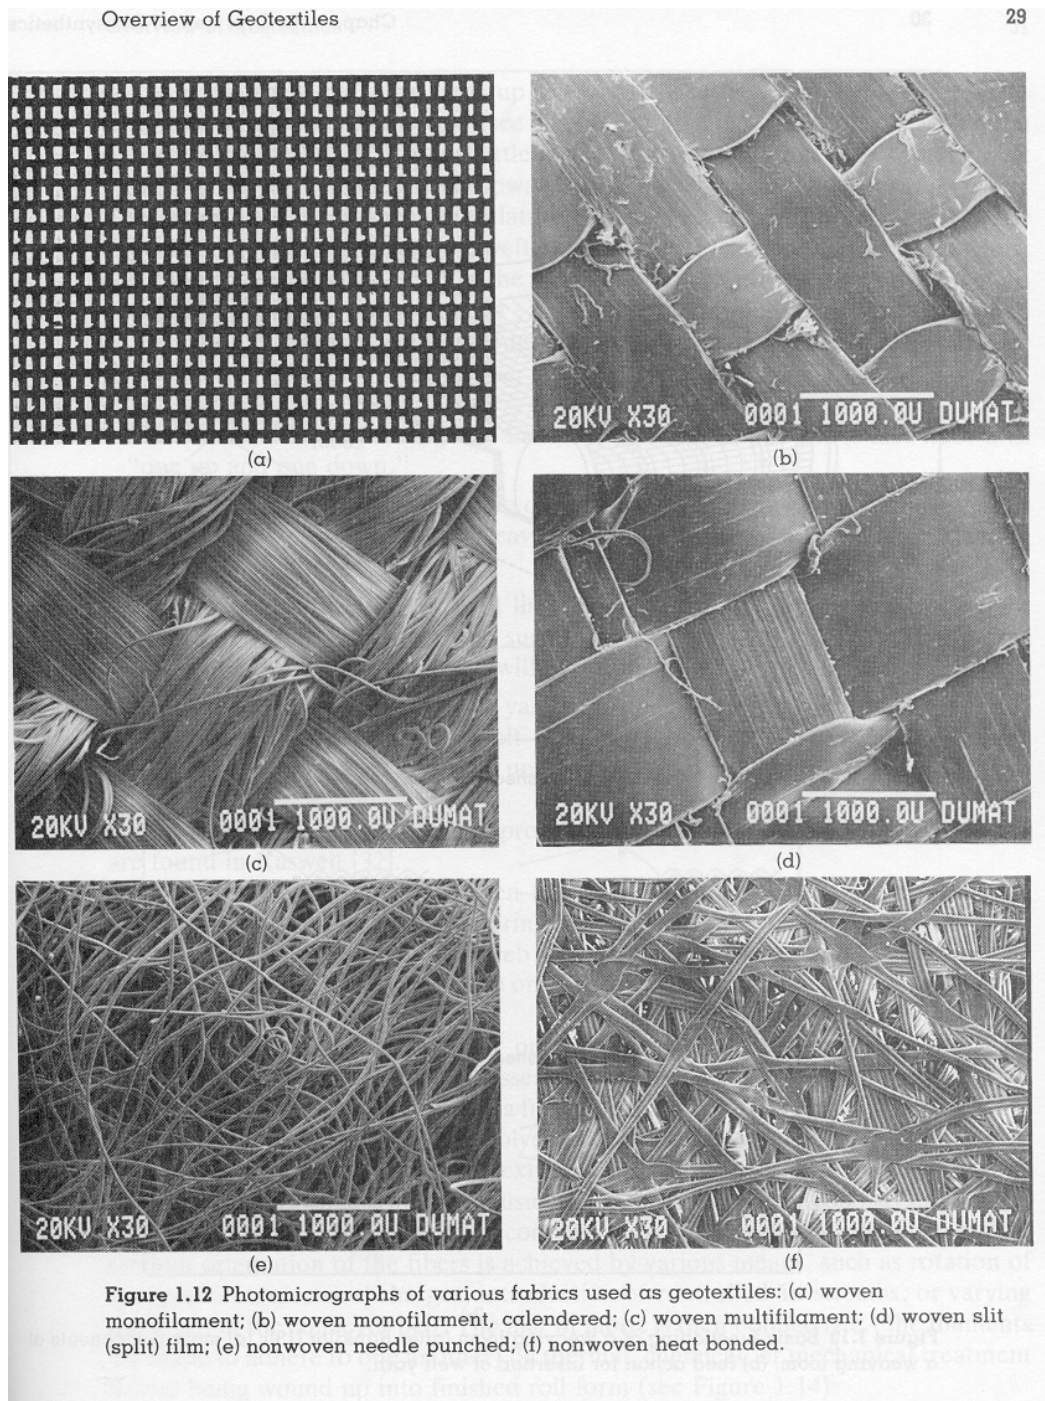 Overview of Geotextiles
29
(a)
20KV X30 0001 1000.0U DUMAT
(b)
20KV X30 0001 1000.0U DUMAT
(c)
20KV X30 0001 1000.0U DUMAT
(d)
20KV X30 0001 1000.0U DUMAT
(e)
20KV X30 0001 1000.0U DUMAT
(f)
Figure 1.12 Photomicrographs of various fabrics used as geotextiles: (a) woven
monofilament; (b) woven monofilament, calendered; (c) woven multifilament; (d) woven slit
(split) film; (e) nonwoven needle punched; (f) nonwoven heat bonded.